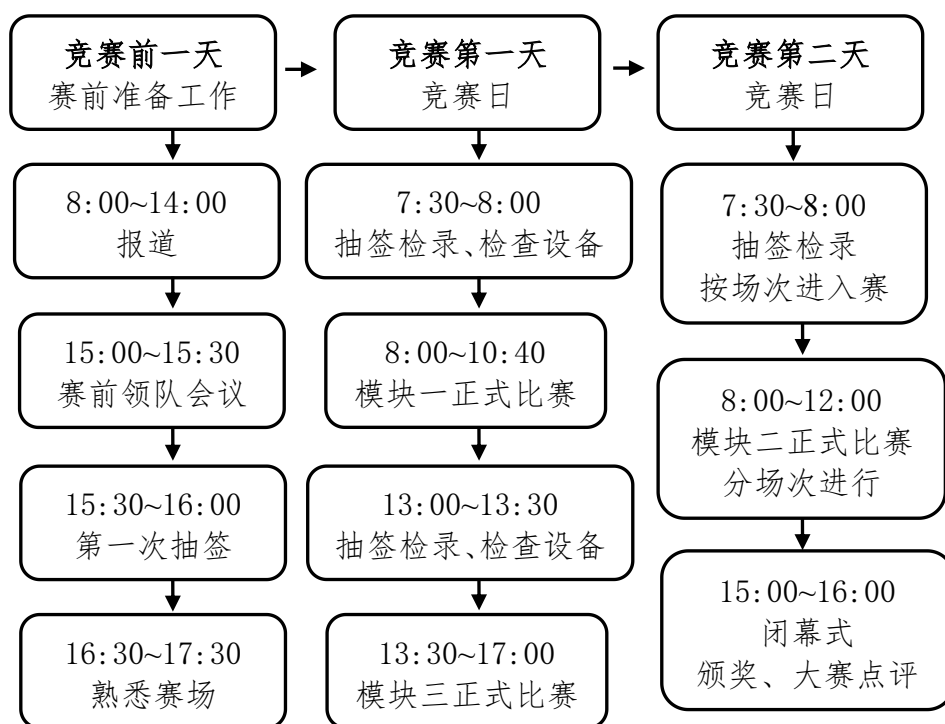 竞赛前一天
赛前准备工作
8:00~14:00
报道
15:00~15:30
赛前领队会议
15:30~16:00
第一次抽签
16:30~17:30
熟悉赛场
竞赛第一天
竞赛日
7:30~8:00
抽签检录、检查设备
8:00~10:40
模块一正式比赛
13:00~13:30
抽签检录、检查设备
13:30~17:00
模块三正式比赛
竞赛第二天
竞赛日
7:30~8:00
抽签检录
按场次进入赛
8:00~12:00
模块二正式比赛
分场次进行
15:00~16:00
闭幕式
颁奖、大赛点评